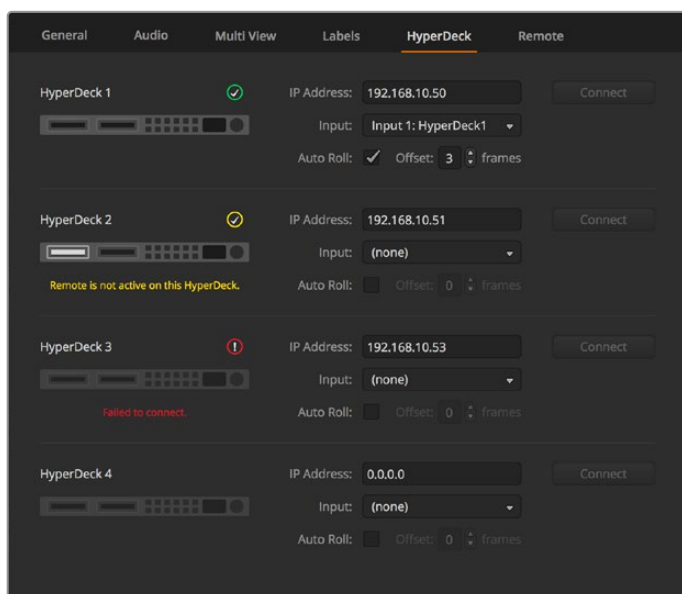 General Audio Multi View Labels HyperDeck Remote
HyperDeck 1 IP Address: 192.168.10.50 Connect
Input: Input 1: HyperDeck1
Auto Roll: Offset: 3 frames
HyperDeck 2 IP Address: 192.168.10.51 Connect
Input: (none)
Remote is not active on this HyperDeck. Auto Roll: Offset: 0 frames
HyperDeck 3 IP Address: 192.168.10.53 Connect
Input: (none)
Failed to connect. Auto Roll: Offset: 0 frames
HyperDeck 4 IP Address: 0.0.0.0 Connect
Input: (none)
Auto Roll: Offset: 0 frames